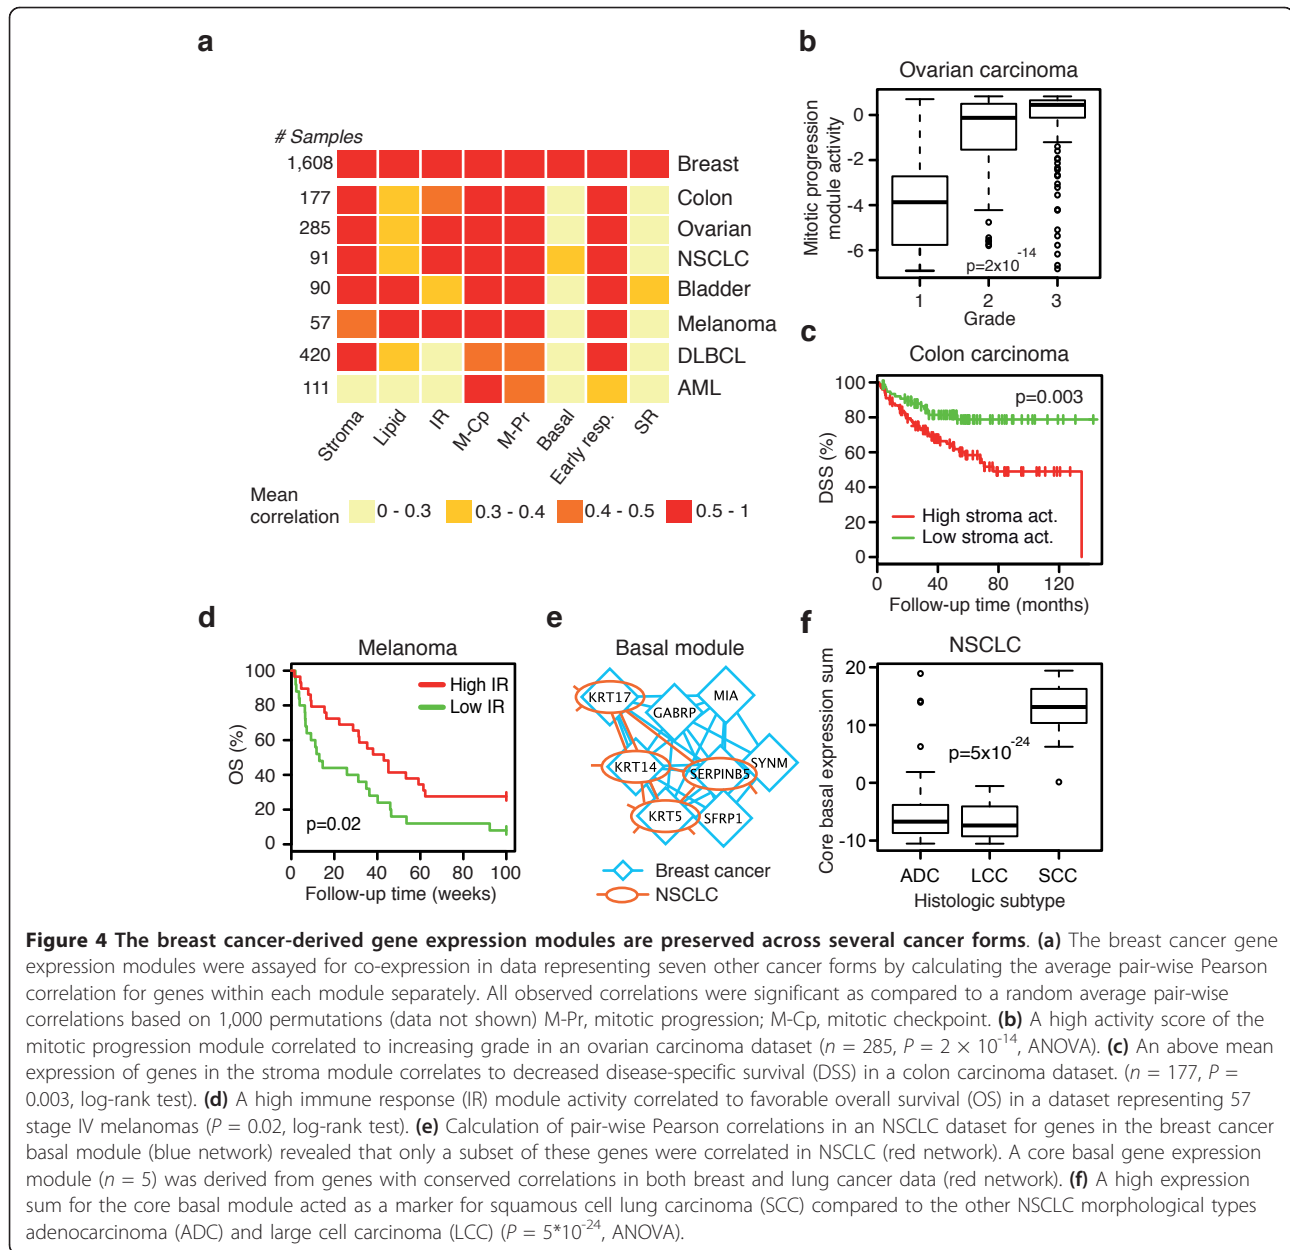 a
# Samples
1,608 Breast
177 Colon
285 Ovarian
91 NSCLC
90 Bladder
57 Melanoma
420 DLBCL
111 AML
Stroma Lipid IR M-Cp M-Pr Basal Early resp. SR
Mean
correlation
0 - 0.3 0.3 - 0.4 0.4 - 0.5 0.5 - 1
b
Ovarian carcinoma
Mitotic progression
module activity
0
-2
-4
-6
p=2x10-14
1 2 3
Grade
c
Colon carcinoma
DSS (%)
100
80
60
40
20
0
p=0.003
High stroma act.
Low stroma act.
0 40 80 120
Follow-up time (months)
d
Melanoma
OS (%)
100
80
60
40
20
0
High IR
Low IR
p=0.02
0 20 40 60 80 100
Follow-up time (weeks)
e
Basal module
KRT17
MIA
GABRP
SYNM
KRT14
SERPINB5
KRT5
SFRP1
Breast cancer
NSCLC
f
NSCLC
Core basal expression sum
20
10
0
-10
p=5x10-24
ADC LCC SCC
Histologic subtype
Figure 4 The breast cancer-derived gene expression modules are preserved across several cancer forms. (a) The breast cancer gene
expression modules were assayed for co-expression in data representing seven other cancer forms by calculating the average pair-wise Pearson
correlation for genes within each module separately. All observed correlations were significant as compared to a random average pair-wise
correlations based on 1,000 permutations (data not shown) M-Pr, mitotic progression; M-Cp, mitotic checkpoint. (b) A high activity score of the
mitotic progression module correlated to increasing grade in an ovarian carcinoma dataset (n = 285, P = 2 × 10-14, ANOVA). (c) An above mean
expression of genes in the stroma module correlates to decreased disease-specific survival (DSS) in a colon carcinoma dataset. (n = 177, P =
0.003, log-rank test). (d) A high immune response (IR) module activity correlated to favorable overall survival (OS) in a dataset representing 57
stage IV melanomas (P = 0.02, log-rank test). (e) Calculation of pair-wise Pearson correlations in an NSCLC dataset for genes in the breast cancer
basal module (blue network) revealed that only a subset of these genes were correlated in NSCLC (red network). A core basal gene expression
module (n = 5) was derived from genes with conserved correlations in both breast and lung cancer data (red network). (f) A high expression
sum for the core basal module acted as a marker for squamous cell lung carcinoma (SCC) compared to the other NSCLC morphological types
adenocarcinoma (ADC) and large cell carcinoma (LCC) (P = 5*10-24, ANOVA).